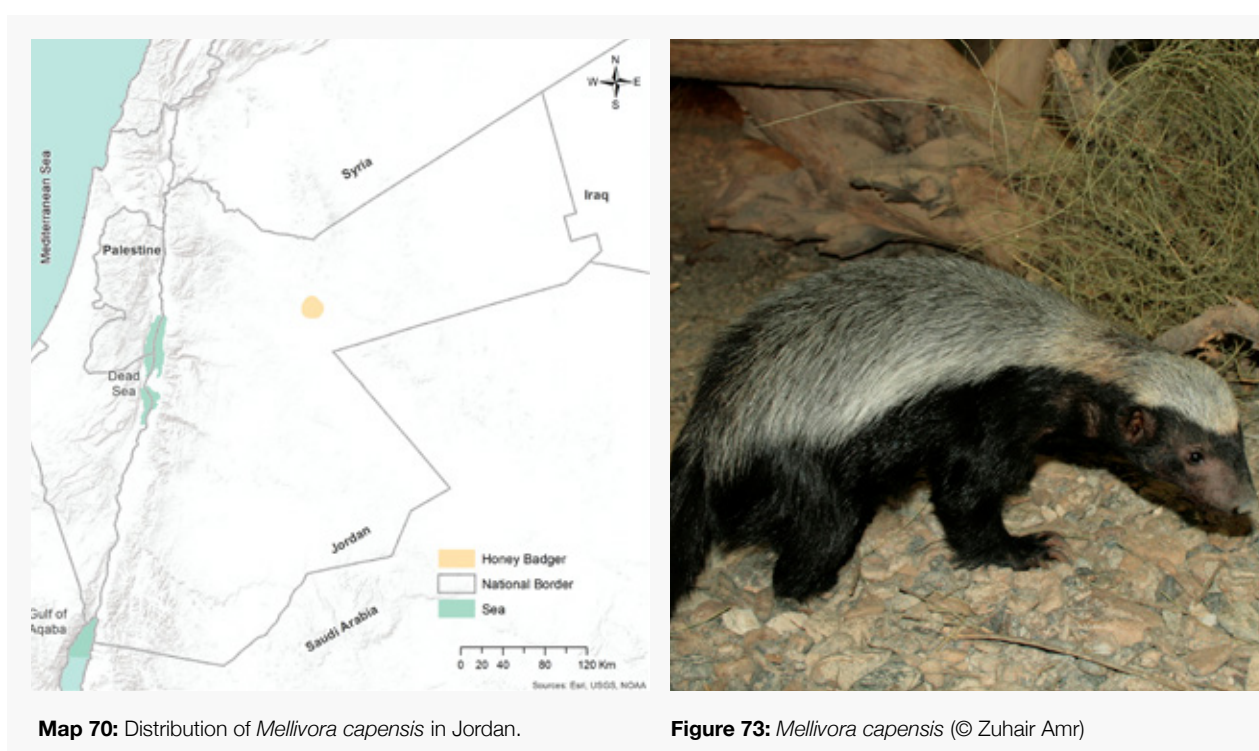 N
W E
S
Syria
Iraq
Mediterranean Sea
Palestine
Dead
Sea
Jordan
Honey Badger
National Border
Sea
Gulf of
Aqaba
Saudi Arabia
0 20 40 80 120 Km
Sources: Esri, USGS, NOAA
Map 70: Distribution of Mellivora capensis in Jordan.
Figure 73: Mellivora capensis (© Zuhair Amr)